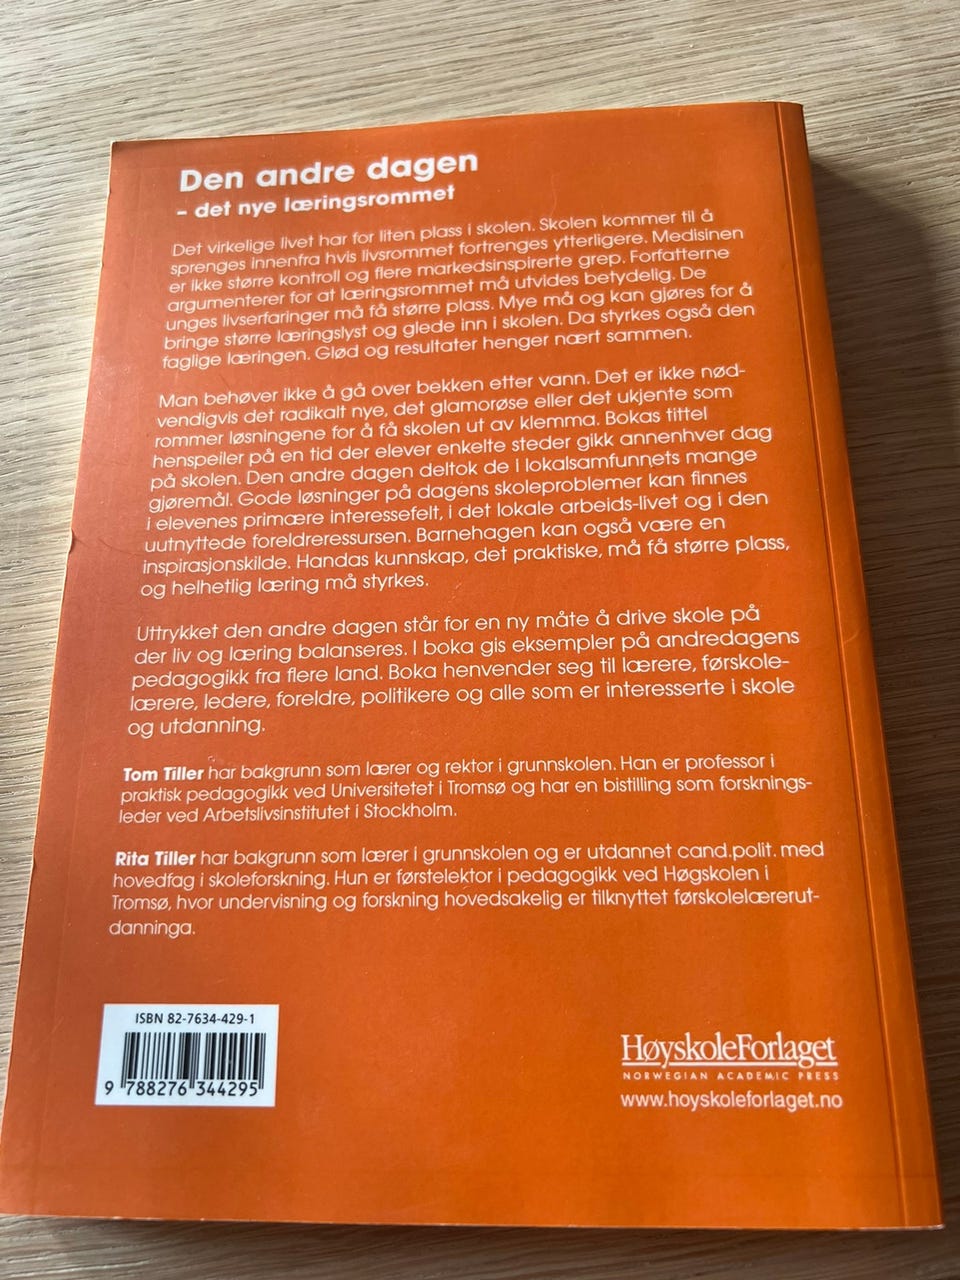 Den andre dagen
– det nye læringsrommet
Det virkelige livet har for liten plass i skolen. Skolen kommer til å
sprenges innenfra hvis livsrommet fortrenges ytterligere. Medisinen
er ikke større kontroll og flere markedsinspirerte grep. Forfatterne
argumenterer for at læringsrommet må utvides betydelig. De
unges livserfaringer må få større plass. Mye må og kan gjøres for å
bringe større læringslyst og glede inn i skolen. Da styrkes også den
faglige læringen. Glød og resultater henger nært sammen.
Man behøver ikke å gå over bekken etter vann. Det er ikke nød-
vendigvis det radikalt nye, det glamorøse eller det ukjente som
rommer løsningene for å få skolen ut av klemma. Bokas tittel
henspeiler på en tid der elever enkelte steder gikk annenhver dag
på skolen. Den andre dagen deltok de i lokalsamfunnets mange
gjøremål. Gode løsninger på dagens skoleproblemer kan finnes
i elevenes primære interessefelt, i det lokale arbeids-livet og i den
uutnyttede foreldreressursen. Barnehagen kan også være en
inspirasjonskilde. Handas kunnskap, det praktiske, må få større plass,
og helhetlig læring må styrkes.
Uttrykket den andre dagen står for en ny måte å drive skole på
der liv og læring balanseres. I boka gis eksempler på andredagens
pedagogikk fra flere land. Boka henvender seg til lærere, førskole-
lærere, ledere, foreldre, politikere og alle som er interesserte i skole
og utdanning.
Tom Tiller har bakgrunn som lærer og rektor i grunnskolen. Han er professor i
praktisk pedagogikk ved Universitetet i Tromsø og har en bistilling som forsknings-
leder ved Arbetslivsinstitutet i Stockholm.
Rita Tiller har bakgrunn som lærer i grunnskolen og er utdannet cand.polit. med
hovedfag i skoleforskning. Hun er førstelektor i pedagogikk ved Høgskolen i
Tromsø, hvor undervisning og forskning hovedsakelig er tilknyttet førskolelærerut-
danninga.
ISBN 82-7634-429-1
9 788276 344295
HøyskoleForlaget
NORWEGIAN ACADEMIC PRESS
www.hoyskoleforlaget.no